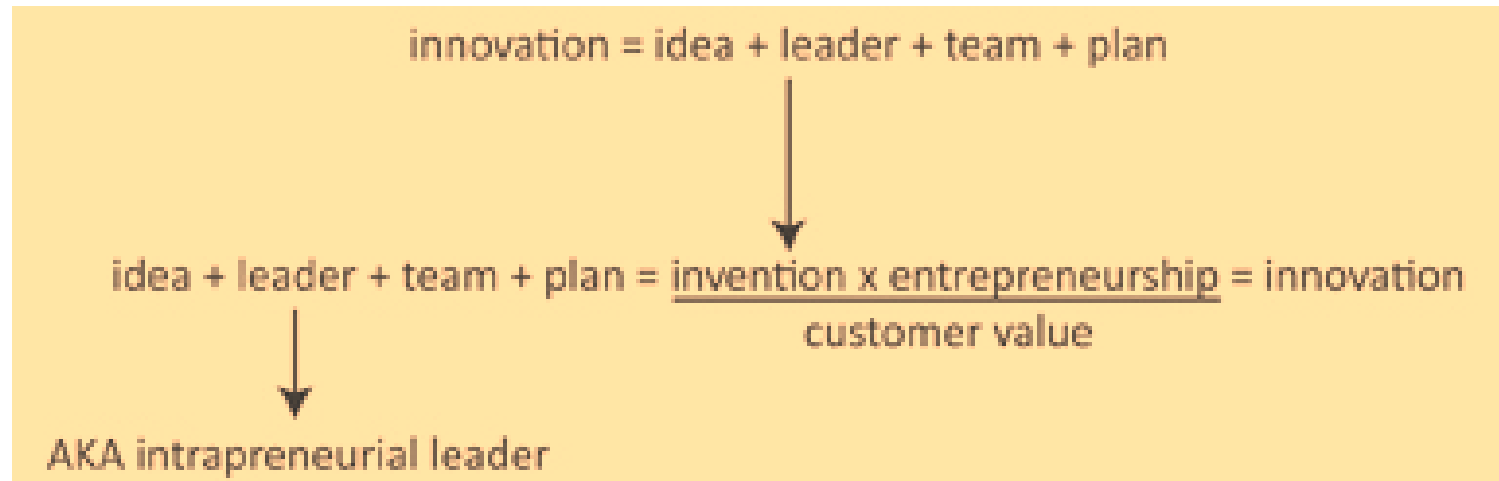 innovation = idea + leader + team + plan
idea + leader + team + plan = invention x entrepreneurship = innovation
customer value
AKA intrapreneurial leader